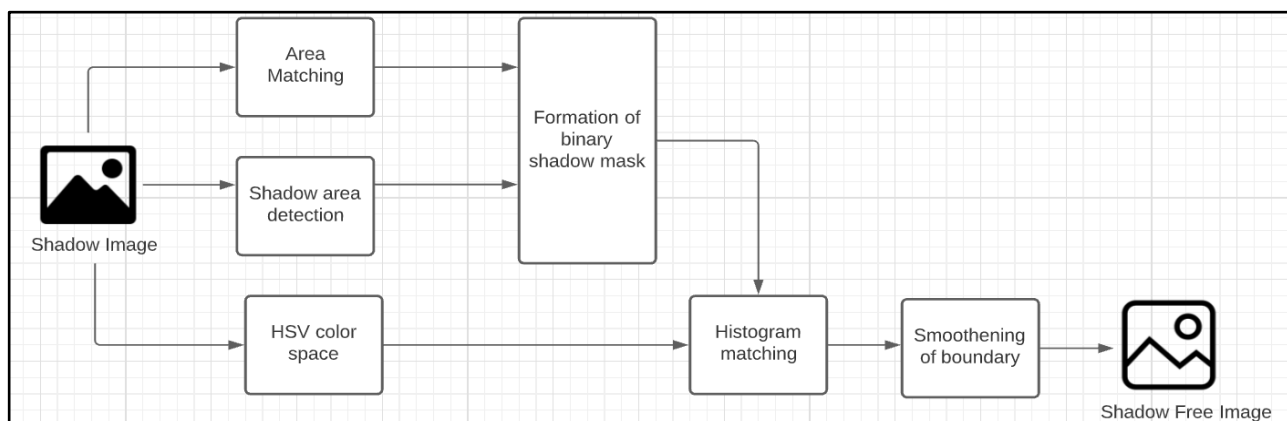 Area
Matching
Formation of
binary
shadow mask
Shadow area
detection
Shadow Image
HSV color
space
Histogram
matching
Smoothening
of boundary
Shadow Free Image